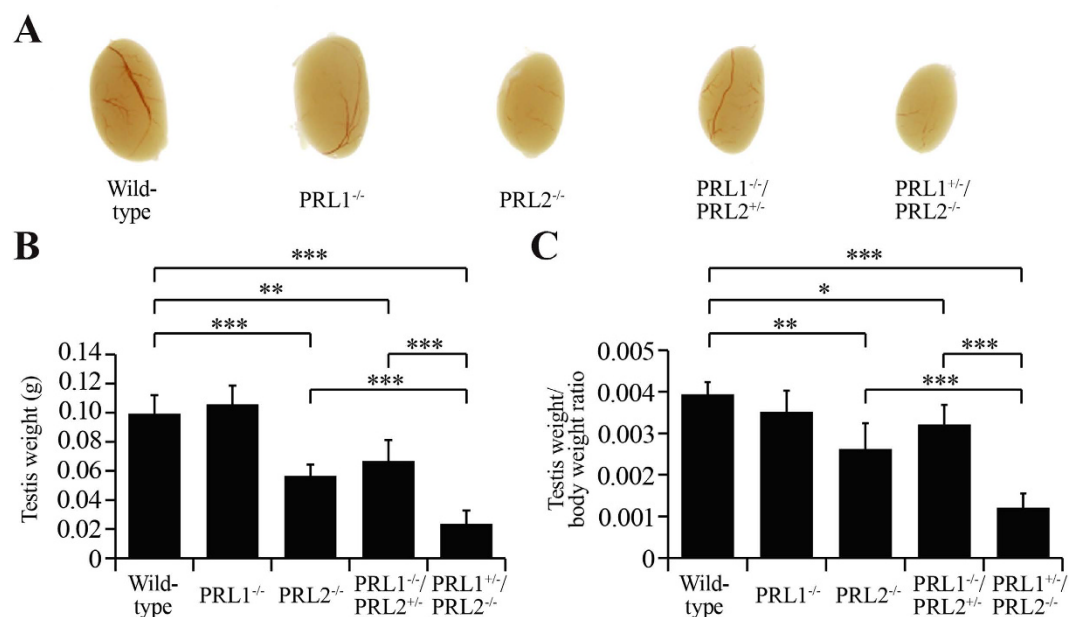 A
Wild-
type
PRL1-/-
PRL2-/-
PRL1-/-/
PRL2+/-
PRL1+/-/
PRL2-/-
B
***
**
***
***
***
0.14
0.12
0.10
0.08
0.06
0.04
0.02
0
Testis weight (g)
Wild-
type
PRL1-/-
PRL2-/-
PRL1-/-/
PRL2+/-
PRL1+/-/
PRL2-/-
C
***
*
**
***
***
0.005
0.004
0.003
0.002
0.001
0
Testis weight/
body weight ratio
Wild-
type
PRL1-/-
PRL2-/-
PRL1-/-/
PRL2+/-
PRL1+/-/
PRL2-/-